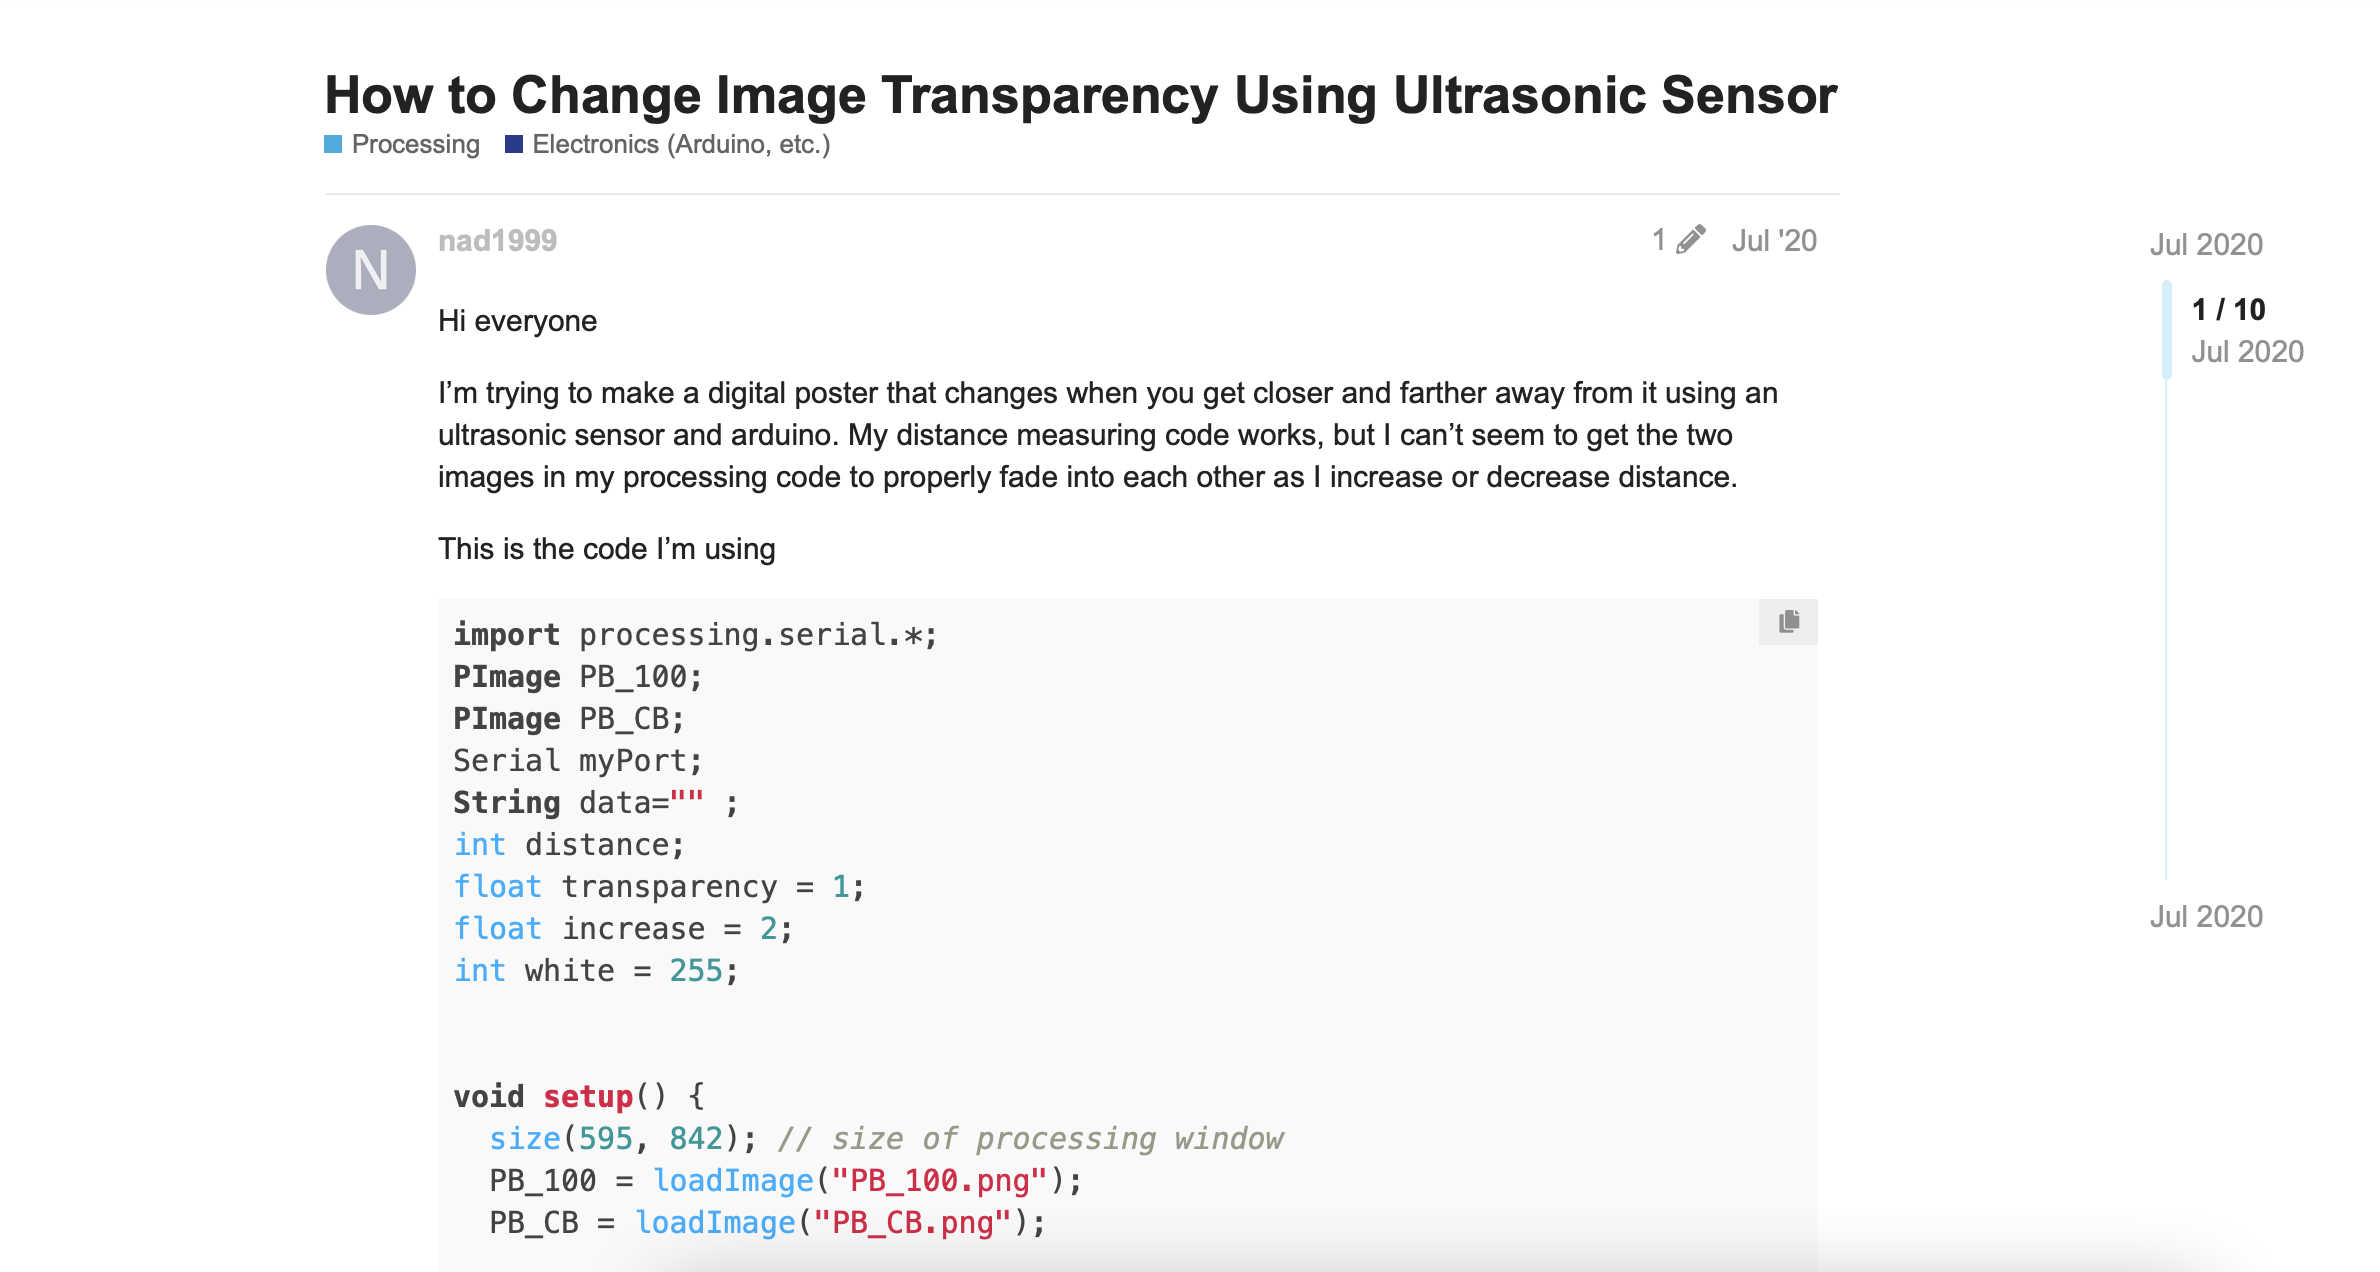 How to Change Image Transparency Using Ultrasonic Sensor
Processing Electronics (Arduino, etc.)
N
nad1999
1 Jul '20
Hi everyone
I’m trying to make a digital poster that changes when you get closer and farther away from it using an
ultrasonic sensor and arduino. My distance measuring code works, but I can’t seem to get the two
images in my processing code to properly fade into each other as I increase or decrease distance.
This is the code I’m using
import processing.serial.*;
PImage PB_100;
PImage PB_CB;
Serial myPort;
String data="" ;
int distance;
float transparency = 1;
float increase = 2;
int white = 255;
void setup() {
  size(595, 842); // size of processing window
  PB_100 = loadImage("PB_100.png");
  PB_CB = loadImage("PB_CB.png");
Jul 2020
1 / 10
Jul 2020
Jul 2020